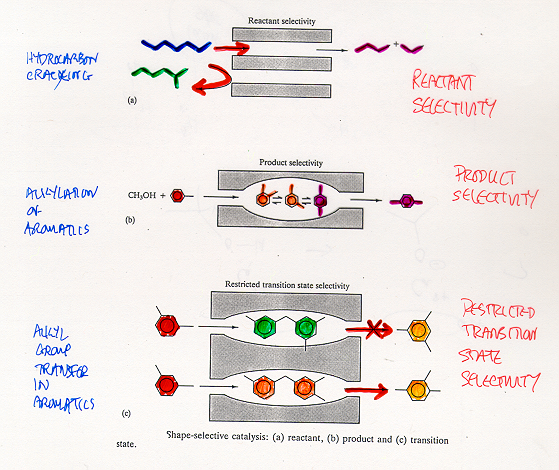 Reactant selectivity
HYDROCARBON
CRACKING
(a)
REACTANT
SELECTIVITY
Product selectivity
CH₃OH +
ALKYLATION
OF
AROMATICS
(b)
PRODUCT
SELECTIVITY
Restricted transition state selectivity
ALKYL
GROUP
TRANSFER
IN
AROMATICS
(c)
RESTRICTED
TRANSITION
STATE
SELECTIVITY
Shape-selective catalysis: (a) reactant, (b) product and (c) transition
state.